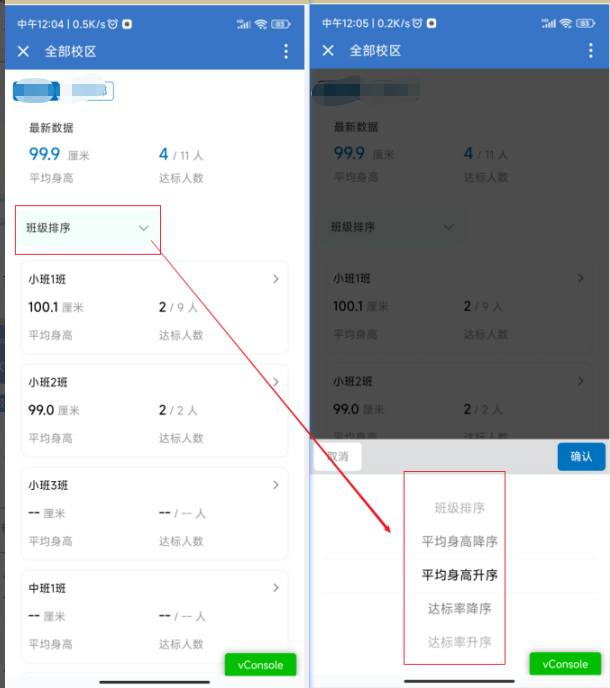 中午12:04 | 0.5K/s
83
全部校区
最新数据
99.9 厘米
4 / 11 人
平均身高
达标人数
班级排序
小班1班
100.1 厘米
2 / 9 人
平均身高
达标人数
小班2班
99.0 厘米
2 / 2 人
平均身高
达标人数
小班3班
-- 厘米
-- / -- 人
平均身高
达标人数
中班1班
-- 厘米
-- / -- 人
平均身高
达标人数
vConsole
中午12:05 | 0.2K/s
83
全部校区
最新数据
99.9 厘米
4 / 11 人
平均身高
达标人数
班级排序
小班1班
100.1 厘米
2 / 9 人
平均身高
达标人数
小班2班
99.0 厘米
2 / 2 人
平均身高
达标人数
取消
确认
班级排序
平均身高降序
平均身高升序
达标率降序
达标率升序
vConsole